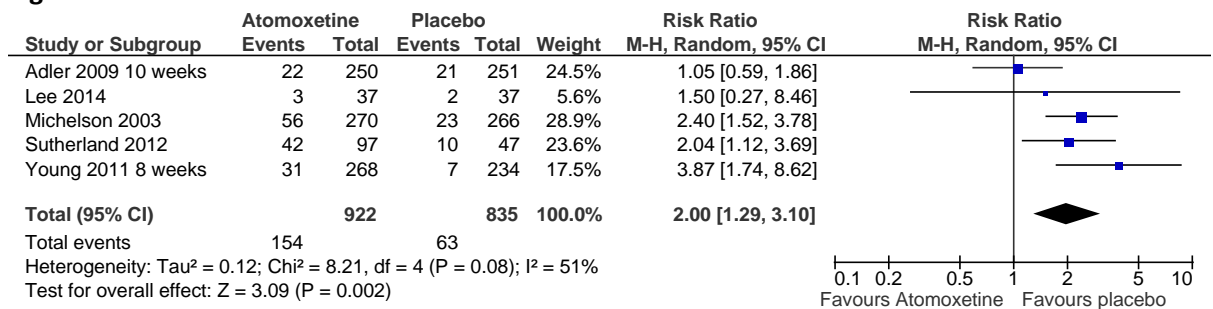 Atomoxetine Placebo Risk Ratio Risk Ratio
Study or Subgroup Events Total Events Total Weight M-H, Random, 95% CI M-H, Random, 95% CI
Adler 2009 10 weeks 22 250 21 251 24.5% 1.05 [0.59, 1.86]
Lee 2014 3 37 2 37 5.6% 1.50 [0.27, 8.46]
Michelson 2003 56 270 23 266 28.9% 2.40 [1.52, 3.78]
Sutherland 2012 42 97 10 47 23.6% 2.04 [1.12, 3.69]
Young 2011 8 weeks 31 268 7 234 17.5% 3.87 [1.74, 8.62]
Total (95% CI) 922 835 100.0% 2.00 [1.29, 3.10]
Total events 154 63
Heterogeneity: Tau² = 0.12; Chi² = 8.21, df = 4 (P = 0.08); I² = 51%
Test for overall effect: Z = 3.09 (P = 0.002)
0.1 0.2 0.5 1 2 5 10
Favours Atomoxetine Favours placebo